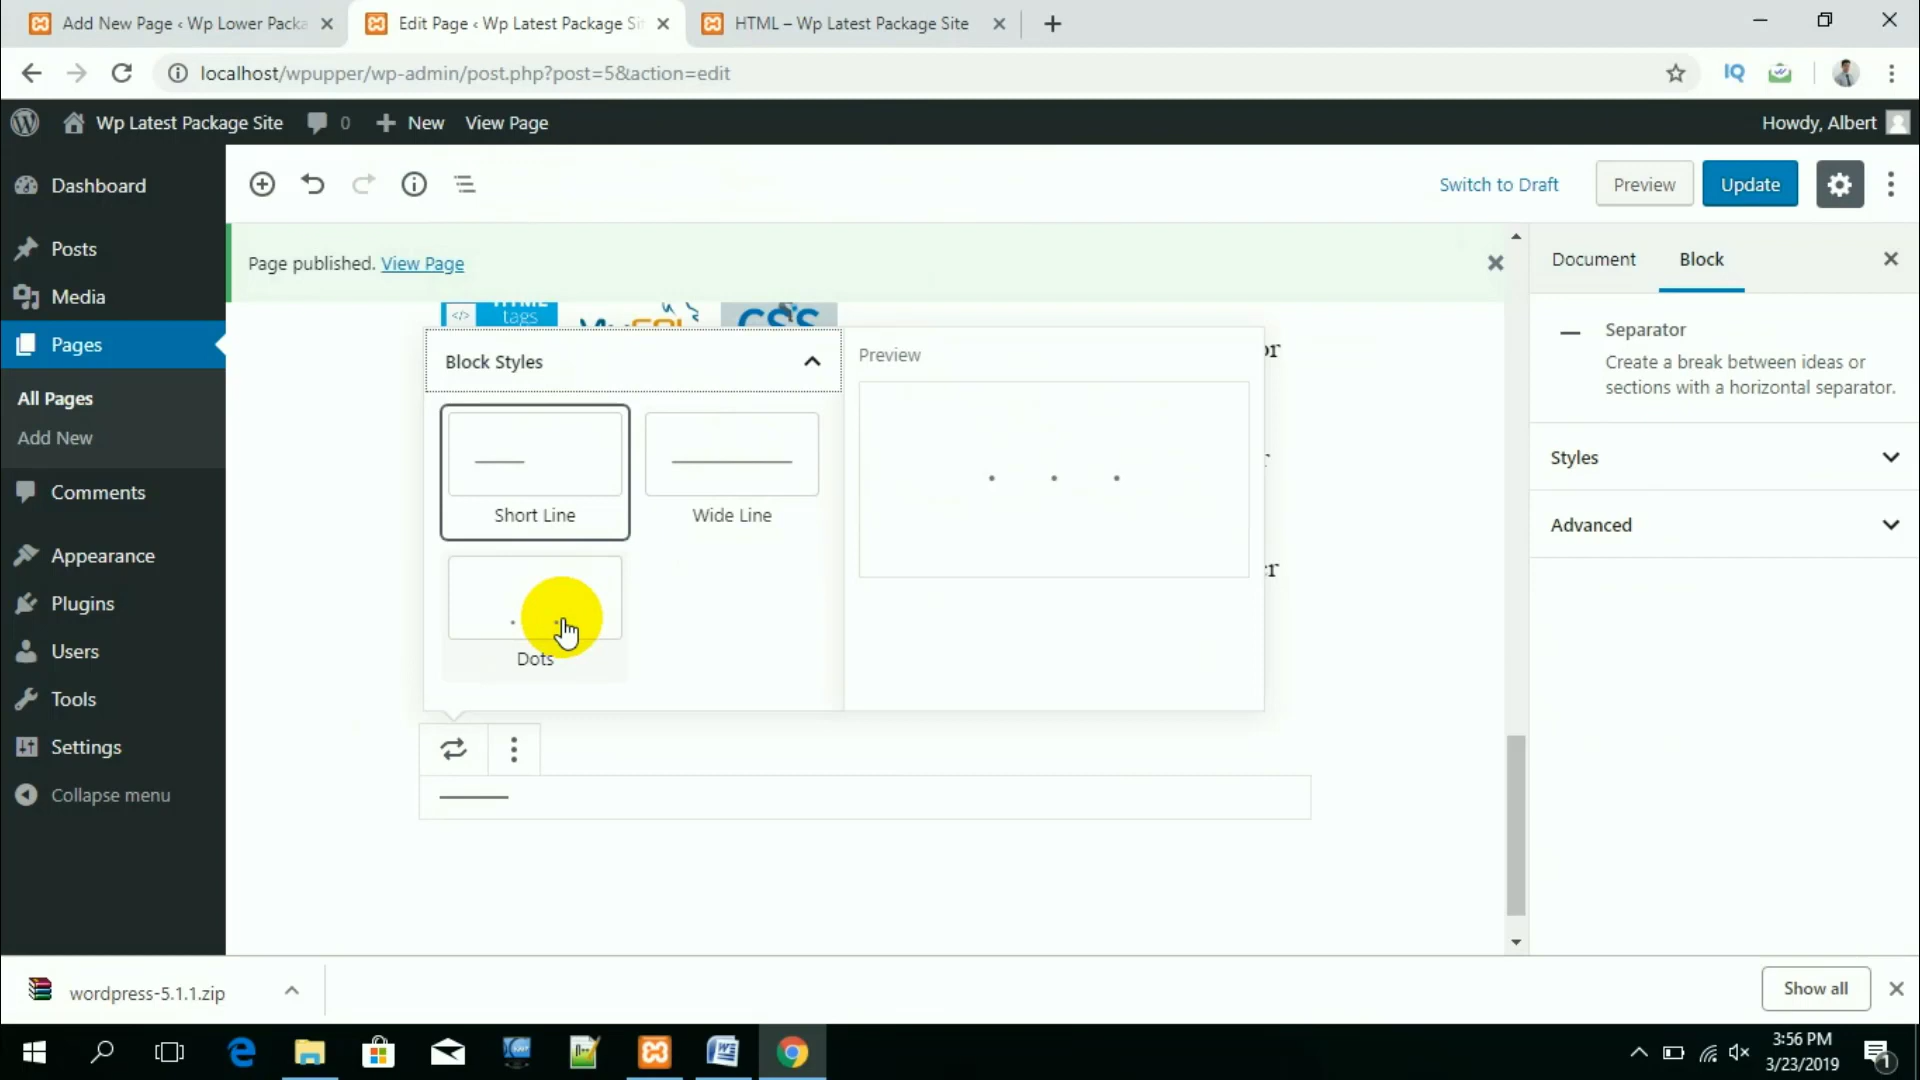 Add New Page ‹ Wp Lower Packa
Edit Page ‹ Wp Latest Package Si
HTML – Wp Latest Package Site
localhost/wpupper/wp-admin/post.php?post=5&action=edit
IQ
Wp Latest Package Site
0
New
View Page
Howdy, Albert
Dashboard
Posts
Media
Pages
All Pages
Add New
Comments
Appearance
Plugins
Users
Tools
Settings
Collapse menu
Switch to Draft
Preview
Update
Page published. View Page
tags
CSS
Block Styles
Short Line
Wide Line
Dots
Preview
or
r
Document
Block
Separator
Create a break between ideas or
sections with a horizontal separator.
Styles
Advanced
wordpress-5.1.1.zip
Show all
3:56 PM
3/23/2019
1